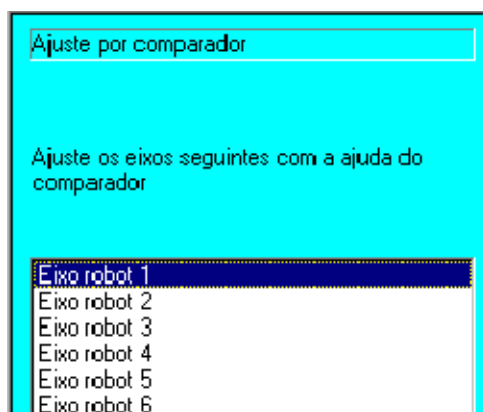 Ajuste por comparador
Ajuste os eixos seguintes com a ajuda do
comparador
Eixo robot 1
Eixo robot 2
Eixo robot 3
Eixo robot 4
Eixo robot 5
Eixo robot 6